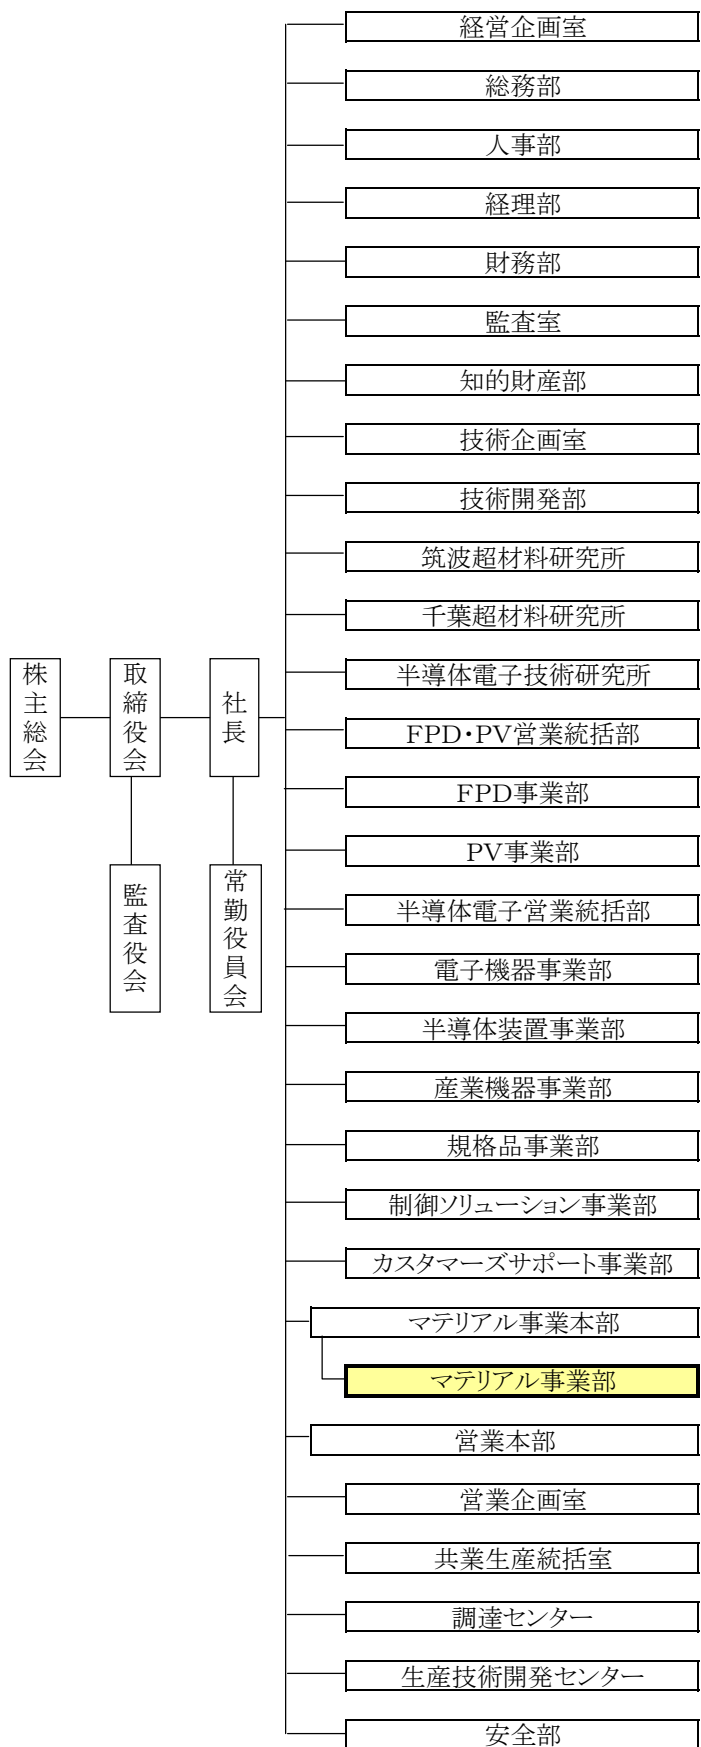 株主総会
取締役会
社長
監査役会
常勤役員会
経営企画室
総務部
人事部
経理部
財務部
監査室
知的財産部
技術企画室
技術開発部
筑波超材料研究所
千葉超材料研究所
半導体電子技術研究所
FPD・PV営業統括部
FPD事業部
PV事業部
半導体電子営業統括部
電子機器事業部
半導体装置事業部
産業機器事業部
規格品事業部
制御ソリューション事業部
カスタマーズサポート事業部
マテリアル事業本部
マテリアル事業部
営業本部
営業企画室
共業生産統括室
調達センター
生産技術開発センター
安全部